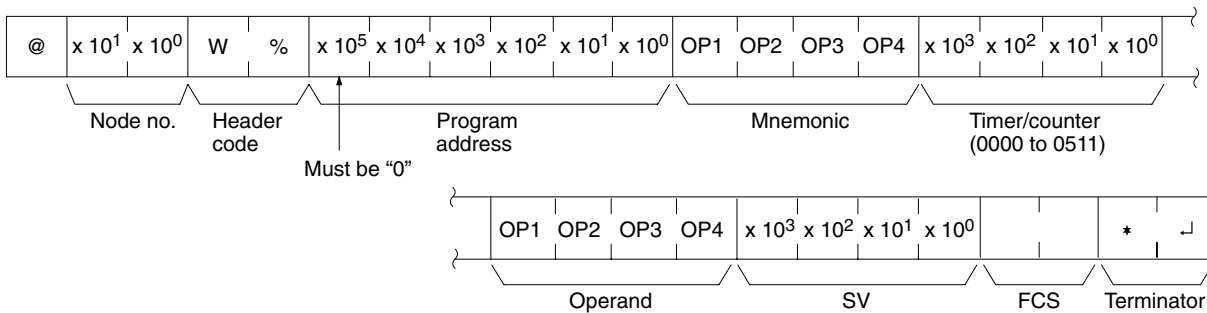 @ x 10¹ x 10⁰ W % x 10⁵ x 10⁴ x 10³ x 10² x 10¹ x 10⁰ OP1 OP2 OP3 OP4 x 10³ x 10² x 10¹ x 10⁰
Node no. Header code Program address Mnemonic Timer/counter (0000 to 0511)
Must be “0”
OP1 OP2 OP3 OP4 x 10³ x 10² x 10¹ x 10⁰ * ↵
Operand SV FCS Terminator